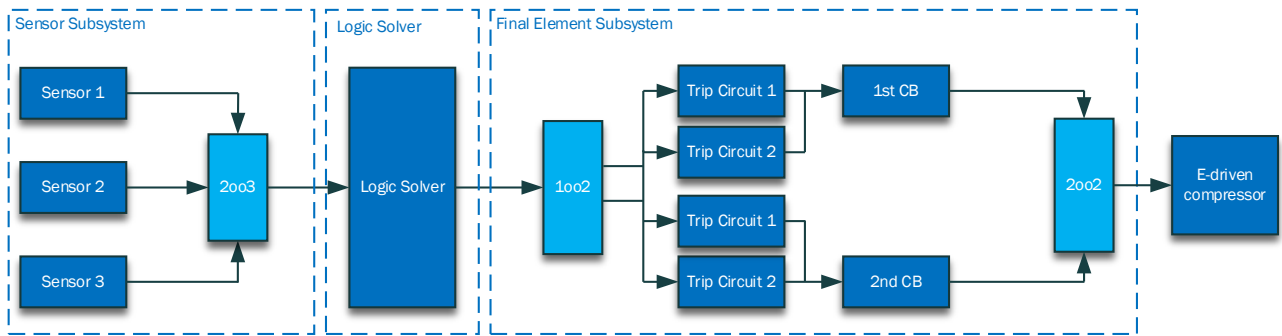 Sensor Subsystem
Logic Solver
Final Element Subsystem
Sensor 1
Sensor 2
Sensor 3
2oo3
Logic Solver
1oo2
Trip Circuit 1
Trip Circuit 2
Trip Circuit 1
Trip Circuit 2
1st CB
2nd CB
2oo2
E-driven
compressor